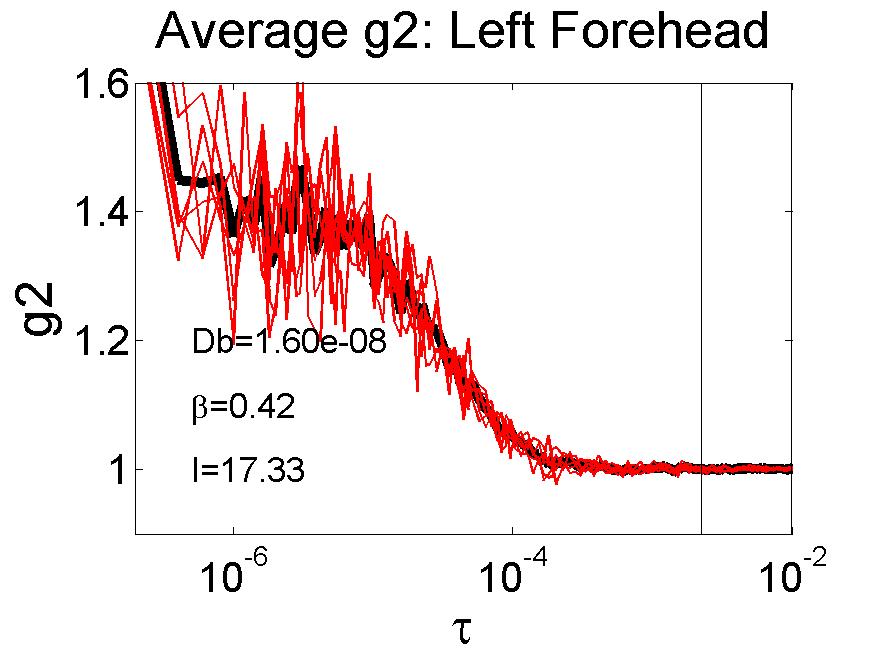 Average g2: Left Forehead
1.6
1.4
1.2
1
g2
Db=1.60e-08
β=0.42
I=17.33
10^-6
10^-4
10^-2
τ